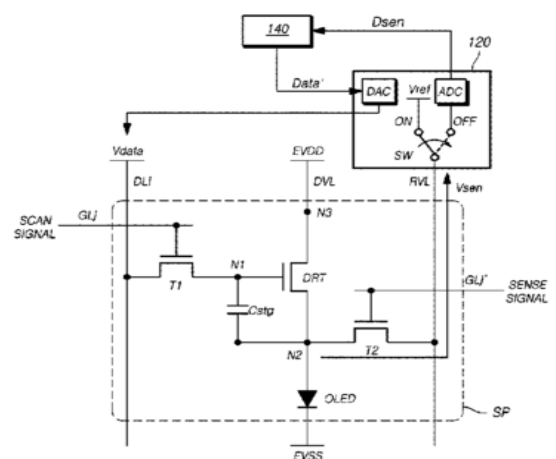 140
Dsen
120
Data'
DAC
Vref
ADC
ON
OFF
SW
Vdata
EVDD
DLi
DVL
RVL
Vsen
GLj
SCAN
SIGNAL
N3
N1
DRT
T1
Cstg
GLj'
SENSE
SIGNAL
N2
T2
OLED
SP
EVSS